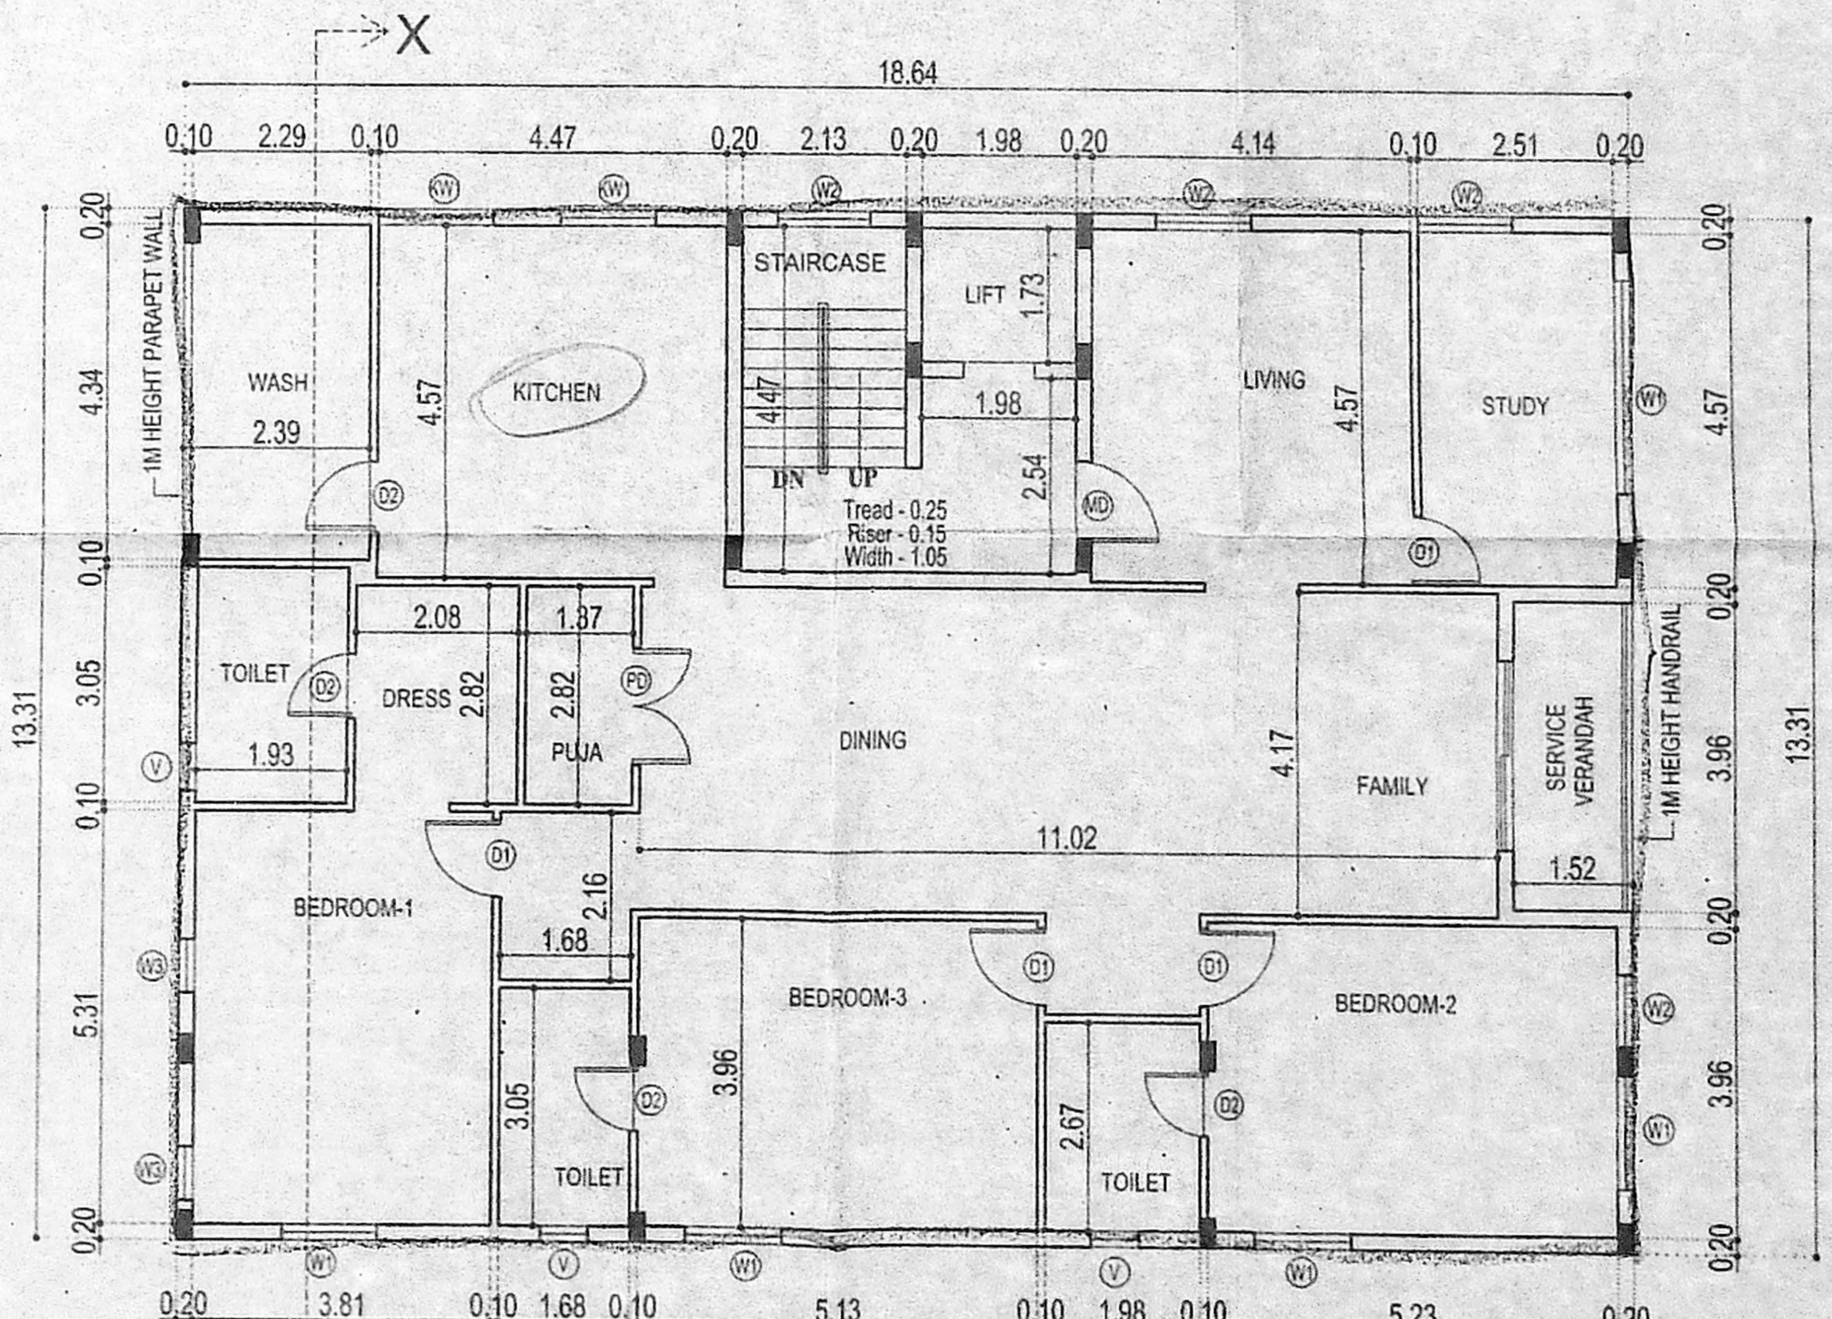 X
18.64
0.10 2.29 0.10 4.47 0.20 2.13 0.20 1.98 0.20 4.14 0.10 2.51 0.20
KW KW W2 W2 W2
0.20 0.20
1M HEIGHT PARAPET WALL
STAIRCASE
LIFT 1.73
WASH KITCHEN LIVING STUDY
4.34 4.57 4.47 1.98 4.57 W1 4.57
2.39
D2 DN UP 2.54 MD
Tread - 0.25
Riser - 0.15
Width - 1.05
D1
0.10 0.20
2.08 1.37
TOILET D2 DRESS 2.82 2.82 PD
3.05
13.31 13.31
1M HEIGHT HANDRAIL
SERVICE
VERANDAH
1.93 PUJA DINING 4.17 FAMILY 3.96
V
0.10 11.02 1.52
D1
BEDROOM-1 2.16
1.68 0.20
W3 D1 D1
BEDROOM-3 BEDROOM-2 W2
5.31
3.05 3.96 D2 2.67 D2 3.96 W1
W3 TOILET TOILET
0.20 0.20
W1 V W1 V W1
0.20 3.81 0.10 1.68 0.10 5.13 0.10 1.98 0.10 5.23 0.20